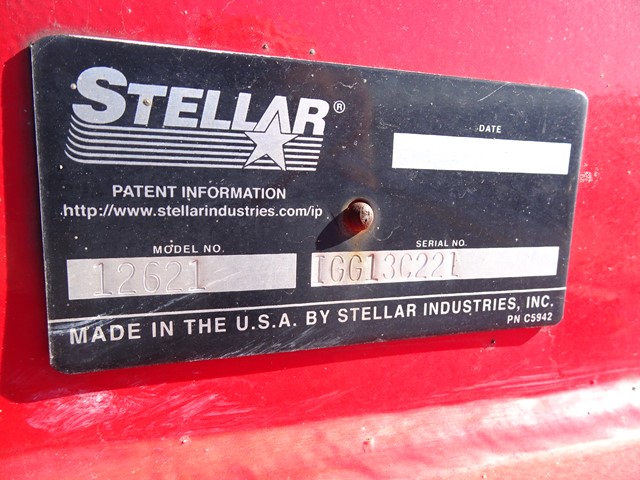 STELLAR®
DATE
PATENT INFORMATION
http://www.stellarindustries.com/ip
MODEL NO.
SERIAL NO.
12621
IGG13C221
MADE IN THE U.S.A. BY STELLAR INDUSTRIES, INC.
PN C5942